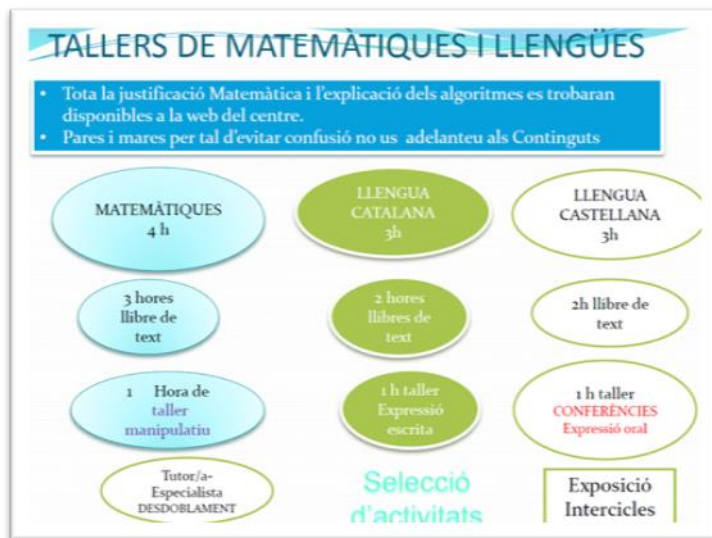 TALLERS DE MATEMÀTIQUES I LLENGÜES
• Tota la justificació Matemàtica i l'explicació dels algoritmes es trobaran
disponibles a la web del centre.
• Pares i mares per tal d'evitar confusió no us adelanteu als Continguts
MATEMÀTIQUES
4 h
LLENGUA
CATALANA
3h
LLENGUA
CASTELLANA
3h
3 hores
llibre de
text
2 hores
llibres de
text
2h llibre de
text
1 Hora de
taller
manipulatiu
1 h taller
Expressió
escrita
1 h taller
CONFERÈNCIES
Expressió oral
Tutor/a-
Especialista
DESDOBLAMENT
Selecció
d'activitats
Exposició
Intercicles